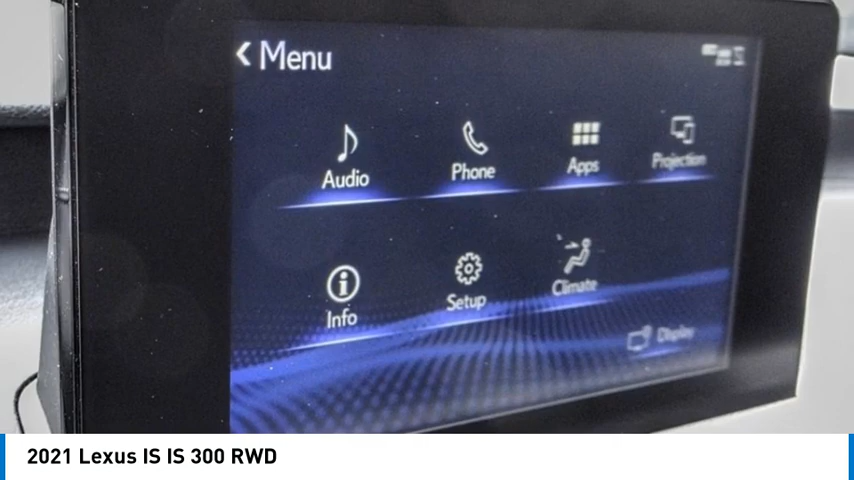 Menu
Audio
Phone
Apps
Projection
Info
Setup
Climate
Display
2021 Lexus IS IS 300 RWD